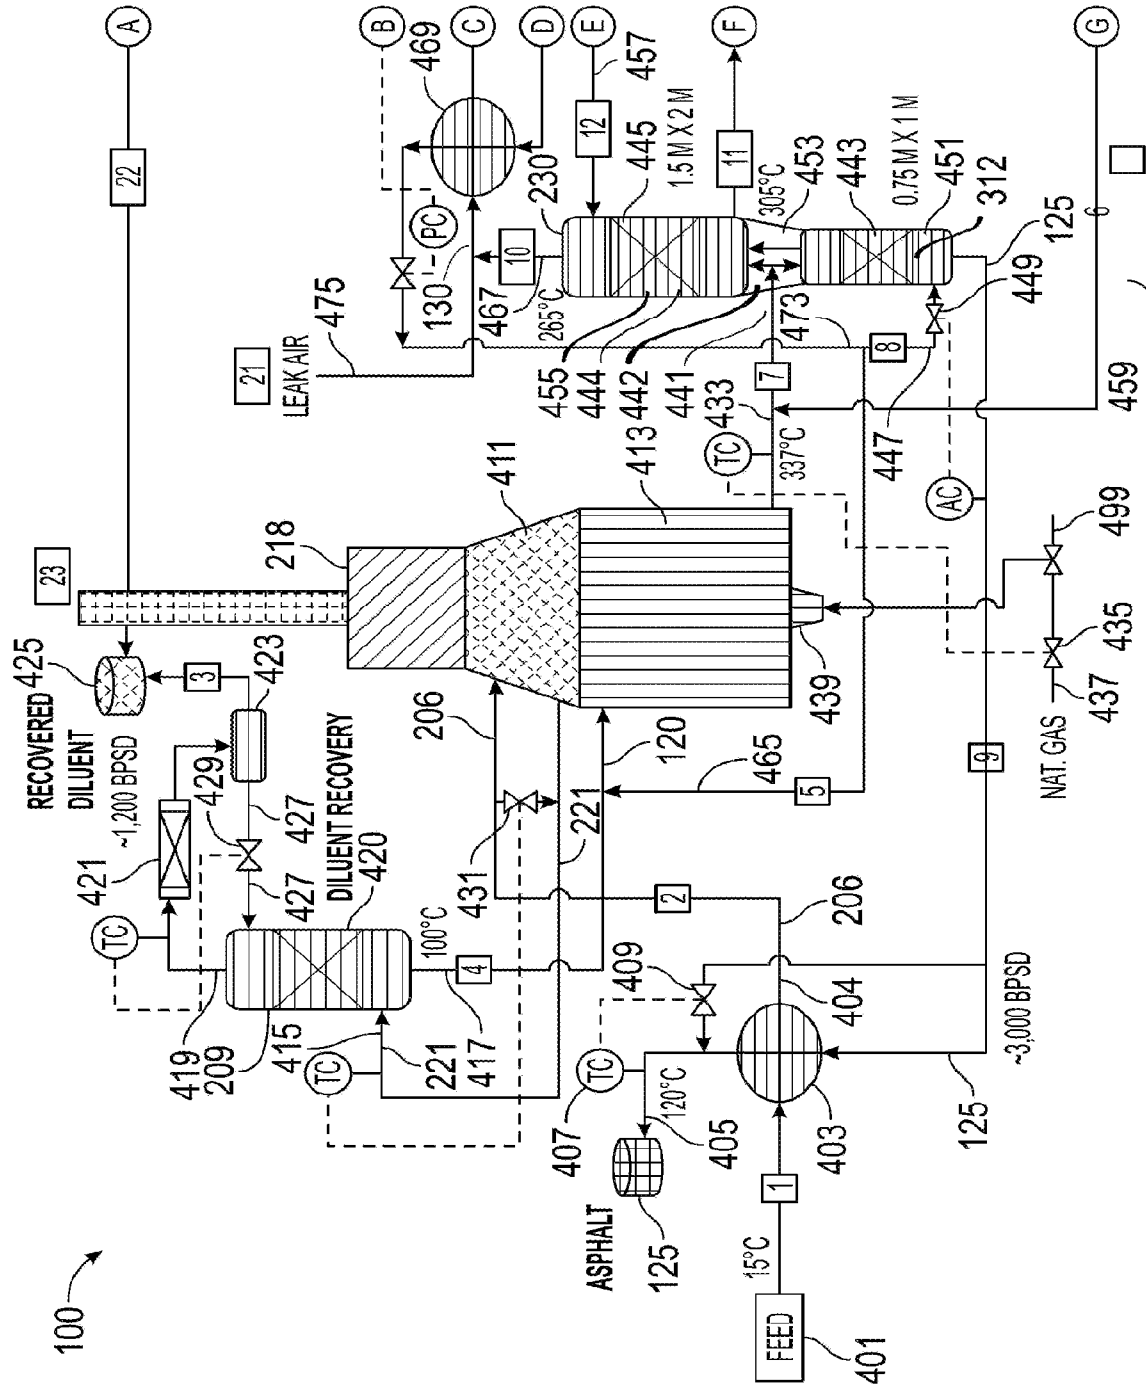 100
23
22
A
RECOVERED
DILUENT
425
~1,200 BPSD
3
423
421
429
427
427
TC
419
209
DILUENT RECOVERY
420
415
TC
221
417
4
100°C
431
206
221
120
218
411
413
439
465
5
21
LEAK AIR
475
B
C
D
E
F
G
469
PC
130
467
10
265°C
230
12
457
445
1.5 M X 2 M
11
455
444
442
441
433
305°C
453
443
0.75 M X 1 M
451
312
125
6
449
473
8
7
447
TC
337°C
AC
459
499
435
437
NAT. GAS
9
2
206
409
404
TC
407
120°C
405
ASPHALT
125
403
125
~3,000 BPSD
1
15°C
FEED
401